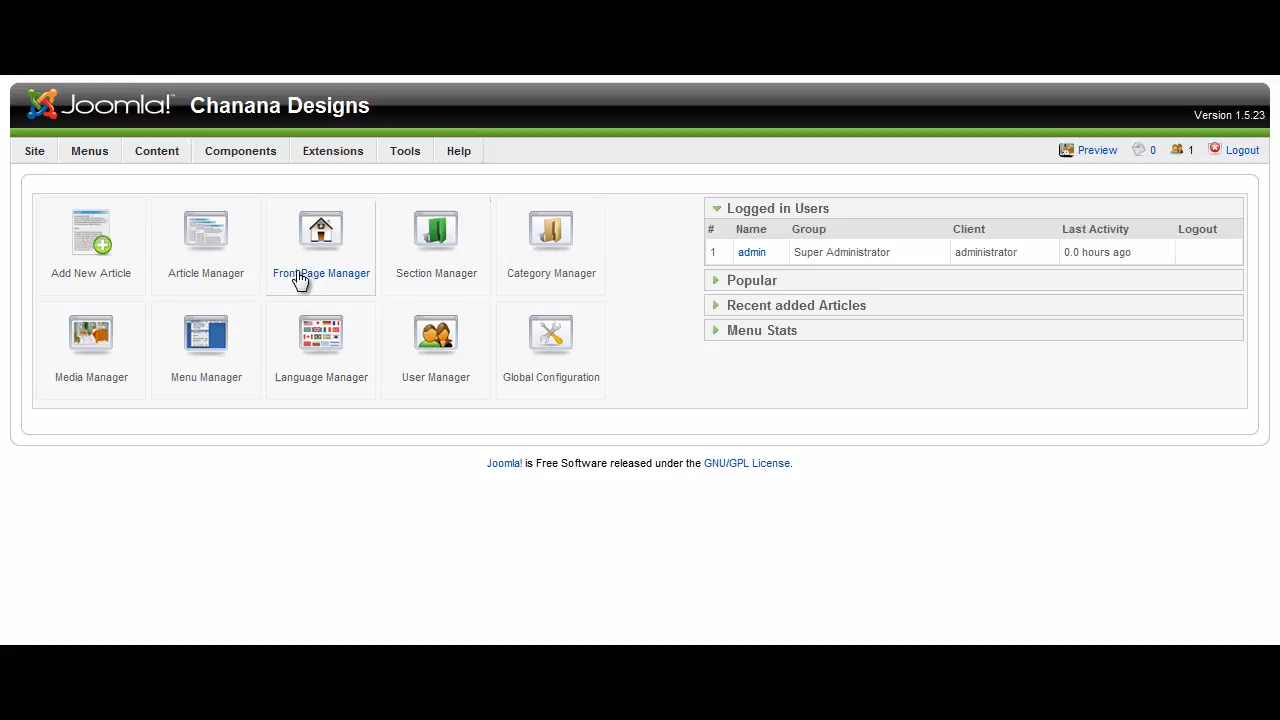 Joomla! Chanana Designs
Version 1.5.23
Site Menus Content Components Extensions Tools Help Preview 0 1 Logout
Add New Article Article Manager Front Page Manager Section Manager Category Manager
Media Manager Menu Manager Language Manager User Manager Global Configuration
Logged in Users
# Name Group Client Last Activity Logout
1 admin Super Administrator administrator 0.0 hours ago
Popular
Recent added Articles
Menu Stats
Joomla! is Free Software released under the GNU/GPL License.